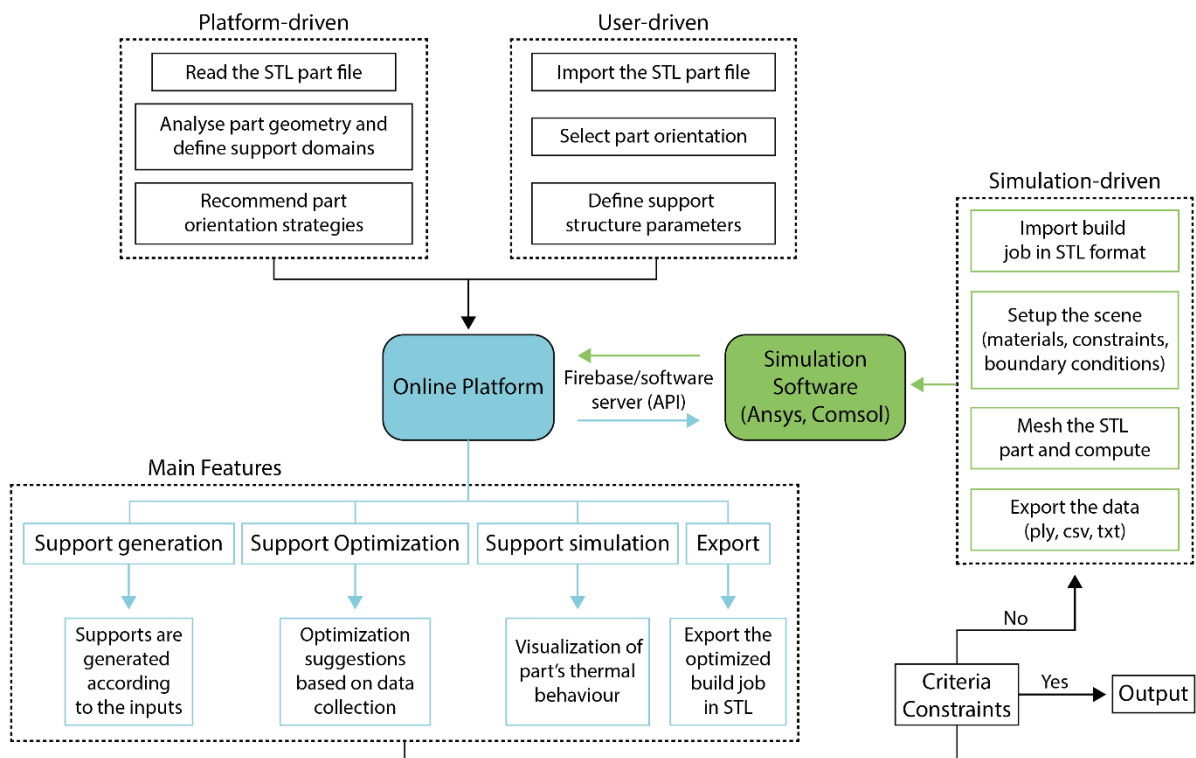 Platform-driven
Read the STL part file
Analyse part geometry and
define support domains
Recommend part
orientation strategies
User-driven
Import the STL part file
Select part orientation
Define support
structure parameters
Simulation-driven
Import build
job in STL format
Setup the scene
(materials, constraints,
boundary conditions)
Mesh the STL
part and compute
Export the data
(ply, csv, txt)
Online Platform
Firebase/software
server (API)
Simulation
Software
(Ansys, Comsol)
Main Features
Support generation
Support Optimization
Support simulation
Export
Supports are
generated
according
to the inputs
Optimization
suggestions
based on data
collection
Visualization of
part's thermal
behaviour
Export the
optimized
build job
in STL
No
Criteria
Constraints
Yes
Output